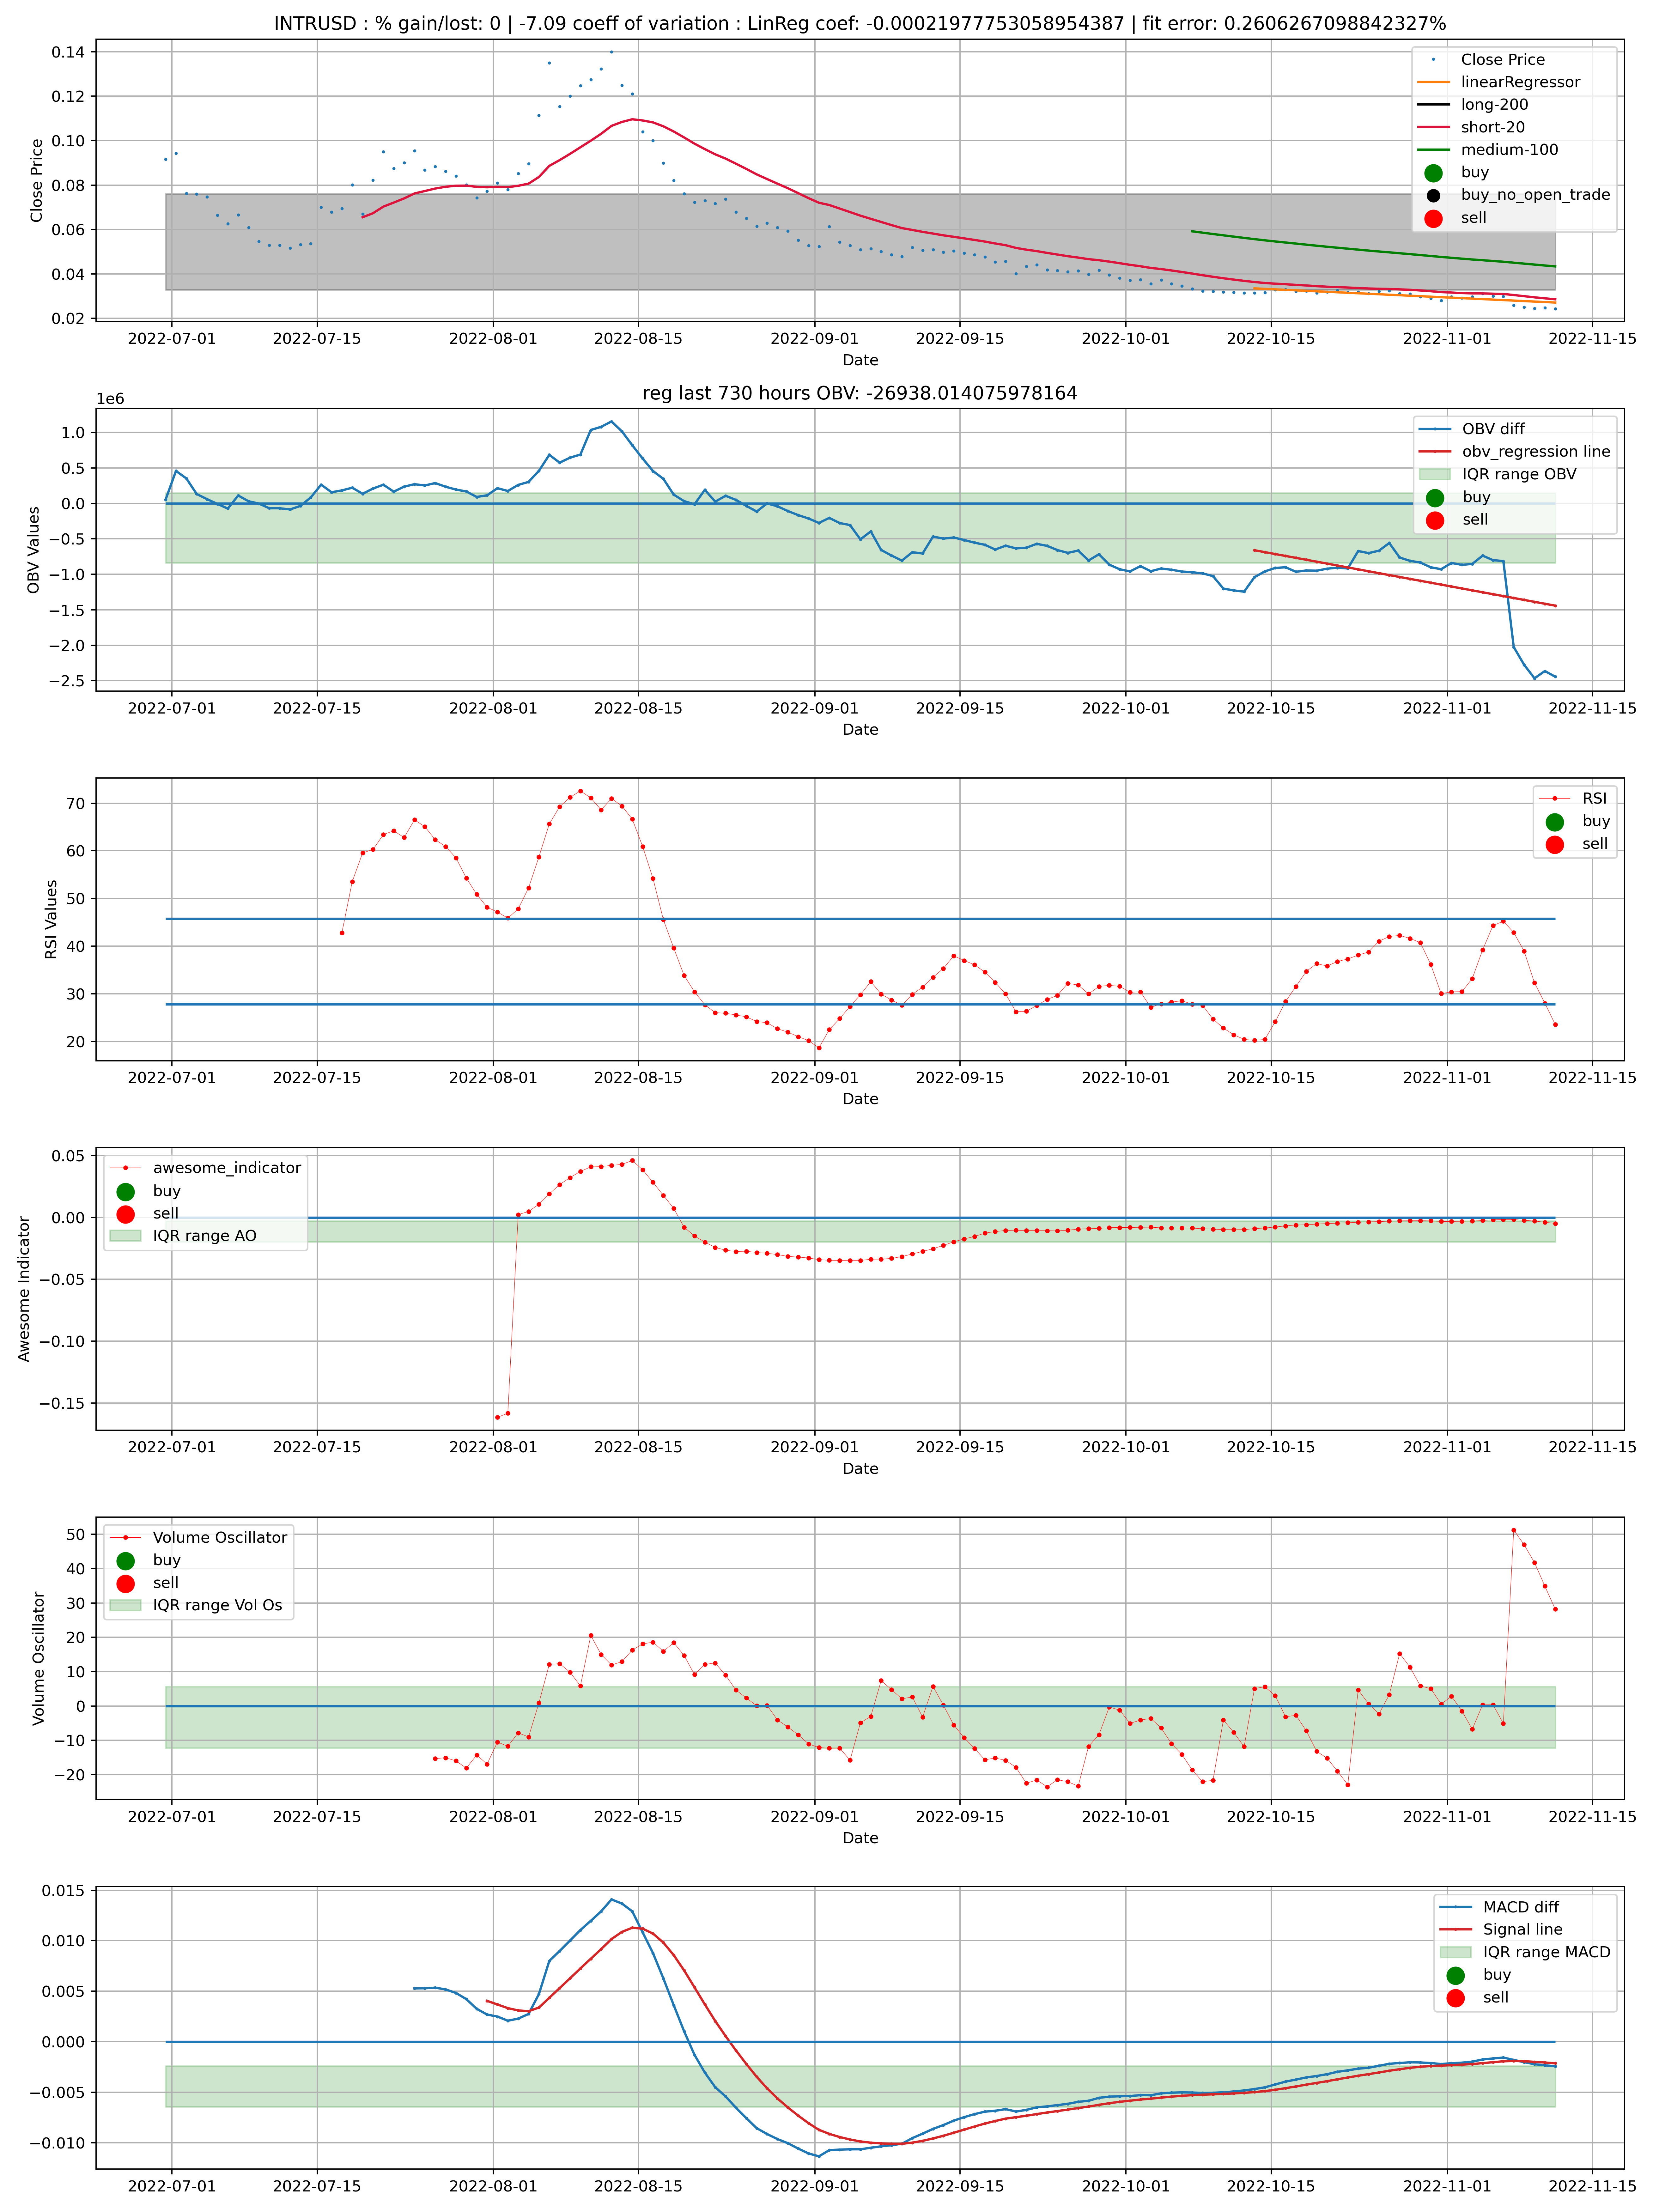 INTRUSD : % gain/lost: 0 | -7.09 coeff of variation : LinReg coef: -0.00021977753058954387 | fit error: 0.2606267098842327%
0.14
0.12
0.10
0.08
0.06
0.04
0.02
Close Price
Close Price
linearRegressor
long-200
short-20
medium-100
buy
buy_no_open_trade
sell
2022-07-01 2022-07-15 2022-08-01 2022-08-15 2022-09-01 2022-09-15 2022-10-01 2022-10-15 2022-11-01 2022-11-15
Date
reg last 730 hours OBV: -26938.014075978164
1e6
1.0
0.5
0.0
−0.5
−1.0
−1.5
−2.0
−2.5
OBV Values
OBV diff
obv_regression line
IQR range OBV
buy
sell
2022-07-01 2022-07-15 2022-08-01 2022-08-15 2022-09-01 2022-09-15 2022-10-01 2022-10-15 2022-11-01 2022-11-15
Date
70
60
50
40
30
20
RSI Values
RSI
buy
sell
2022-07-01 2022-07-15 2022-08-01 2022-08-15 2022-09-01 2022-09-15 2022-10-01 2022-10-15 2022-11-01 2022-11-15
Date
0.05
0.00
−0.05
−0.10
−0.15
Awesome Indicator
awesome_indicator
buy
sell
IQR range AO
2022-07-01 2022-07-15 2022-08-01 2022-08-15 2022-09-01 2022-09-15 2022-10-01 2022-10-15 2022-11-01 2022-11-15
Date
50
40
30
20
10
0
−10
−20
Volume Oscillator
Volume Oscillator
buy
sell
IQR range Vol Os
2022-07-01 2022-07-15 2022-08-01 2022-08-15 2022-09-01 2022-09-15 2022-10-01 2022-10-15 2022-11-01 2022-11-15
Date
0.015
0.010
0.005
0.000
−0.005
−0.010
MACD diff
Signal line
IQR range MACD
buy
sell
2022-07-01 2022-07-15 2022-08-01 2022-08-15 2022-09-01 2022-09-15 2022-10-01 2022-10-15 2022-11-01 2022-11-15